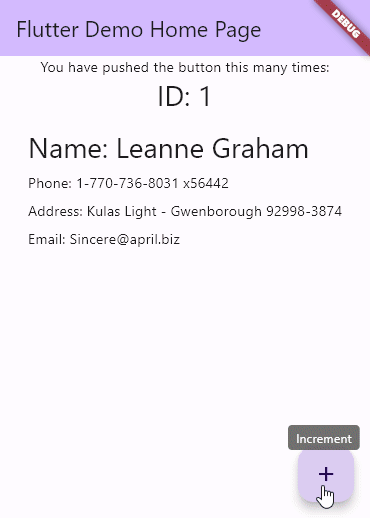 Flutter Demo Home Page
DEBUG
You have pushed the button this many times:
ID: 1
Name: Leanne Graham
Phone: 1-770-736-8031 x56442
Address: Kulas Light - Gwenborough 92998-3874
Email: Sincere@april.biz
Increment
+